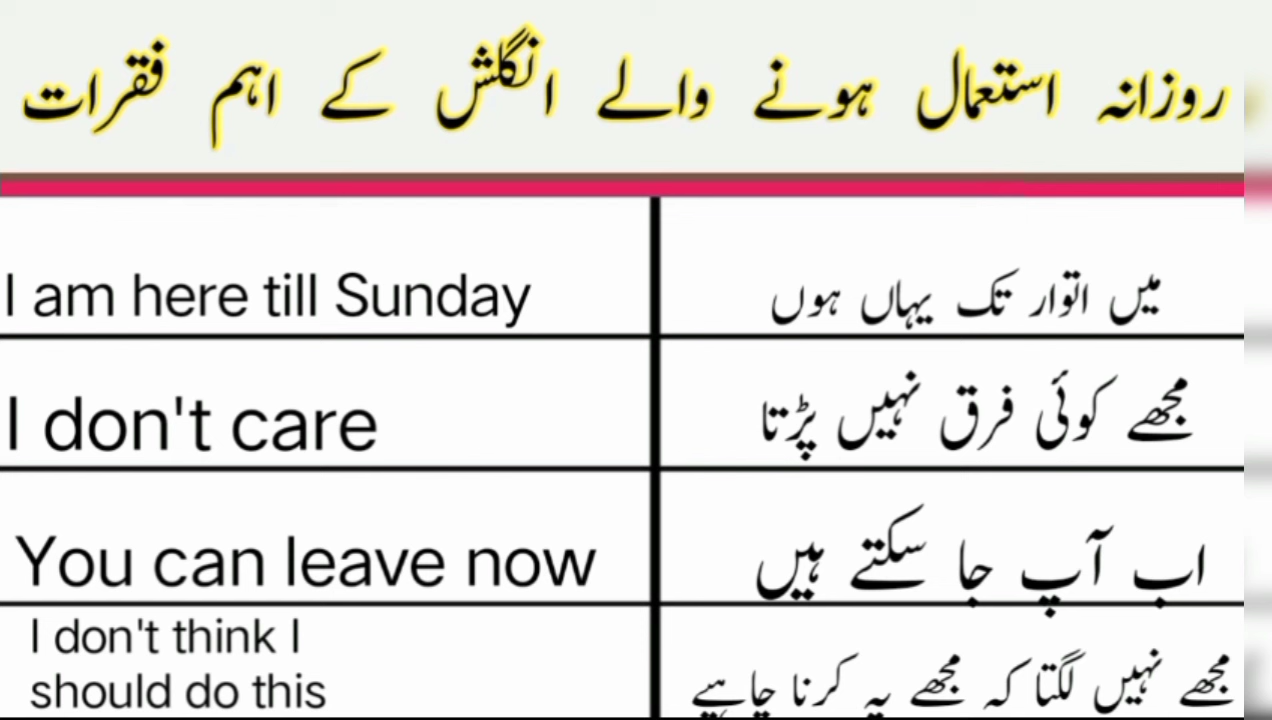 روزانہ استعمال ہونے والے انگلش کے اہم فقرات
I am here till Sunday
میں اتوار تک یہاں ہوں
I don't care
مجھے کوئی فرق نہیں پڑتا
You can leave now
اب آپ جا سکتے ہیں
I don't think I
should do this
مجھے نہیں لگتا کہ مجھے یہ کرنا چاہیے